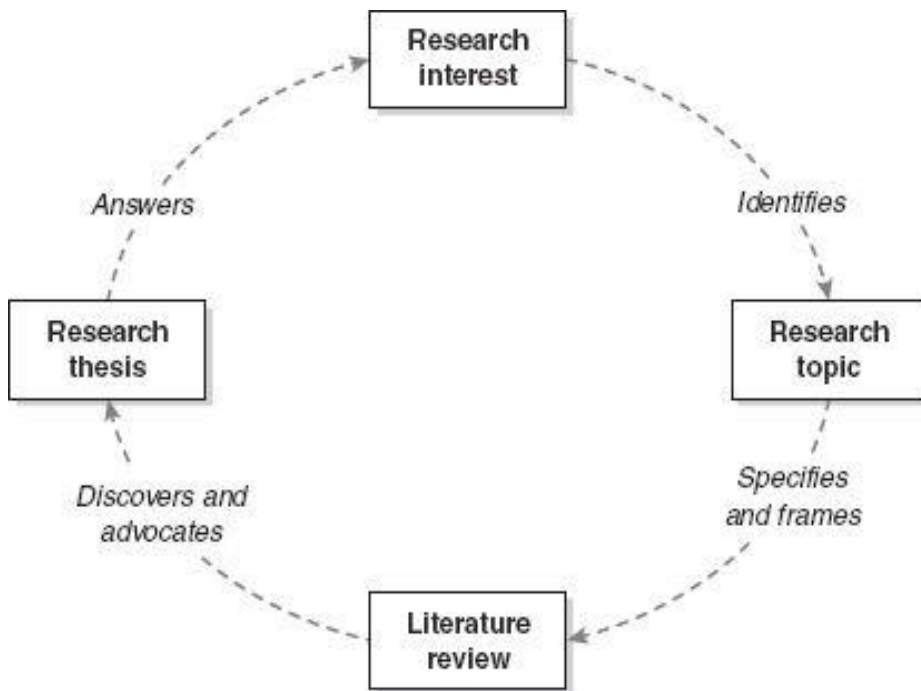 Research
interest
Answers
Identifies
Research
thesis
Research
topic
Discovers and
advocates
Specifies
and frames
Literature
review